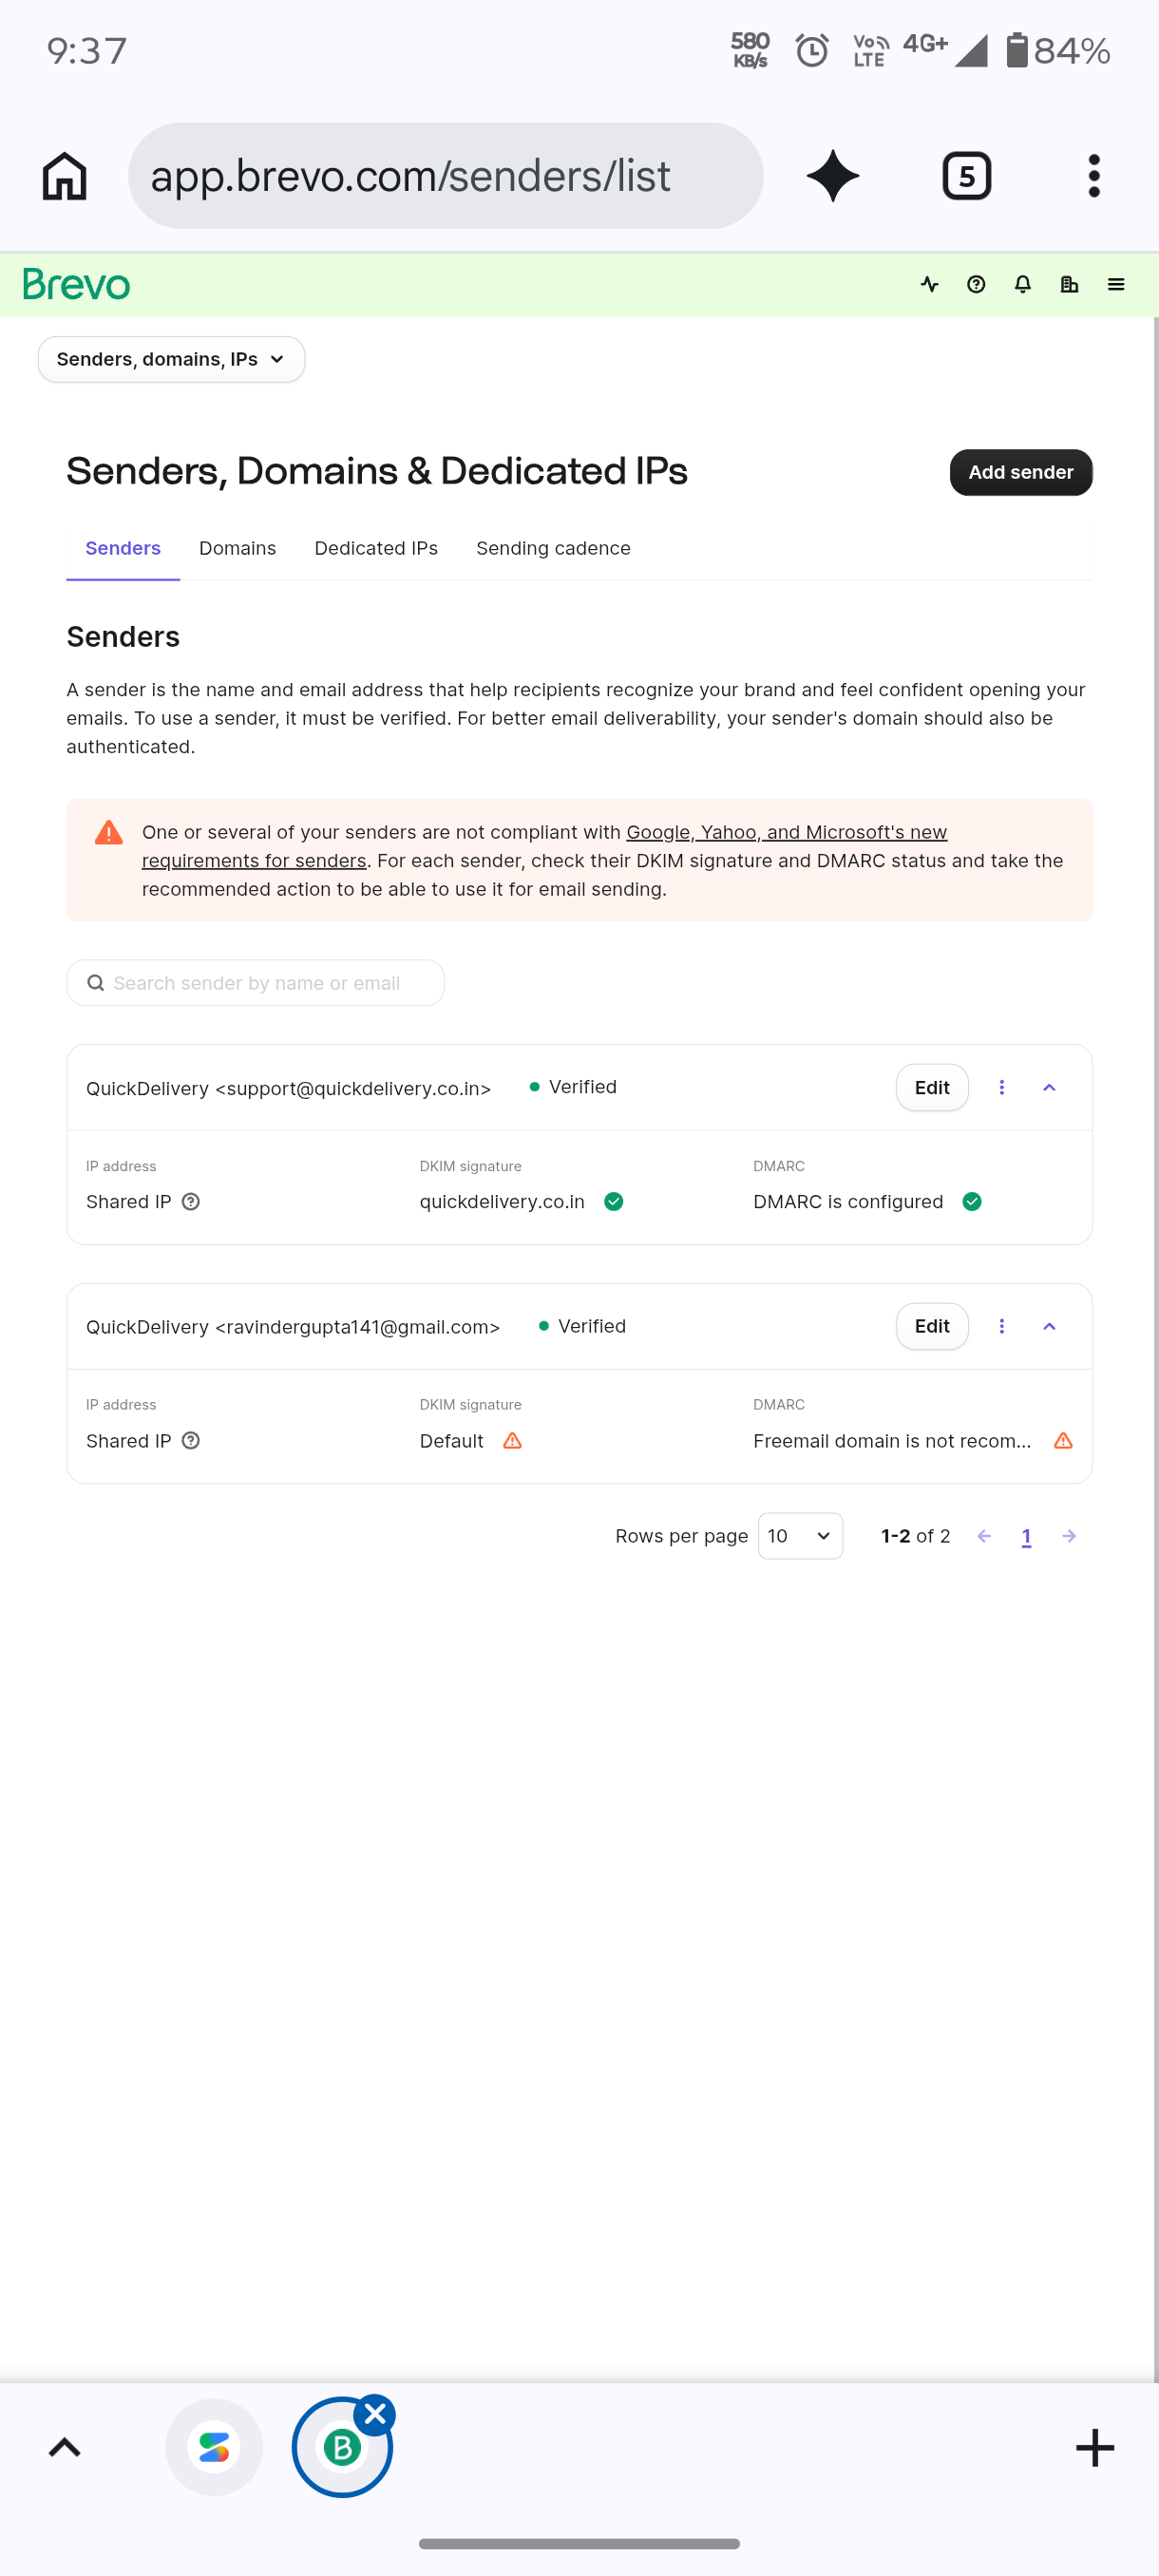 9:37
580
KB/s
Vo
LTE
4G+
84%
app.brevo.com/senders/list
5
Brevo
Senders, domains, IPs
Senders, Domains & Dedicated IPs
Add sender
Senders
Domains
Dedicated IPs
Sending cadence
Senders
A sender is the name and email address that help recipients recognize your brand and feel confident opening your
emails. To use a sender, it must be verified. For better email deliverability, your sender's domain should also be
authenticated.
One or several of your senders are not compliant with Google, Yahoo, and Microsoft's new
requirements for senders. For each sender, check their DKIM signature and DMARC status and take the
recommended action to be able to use it for email sending.
Search sender by name or email
QuickDelivery <support@quickdelivery.co.in>
Verified
Edit
IP address
DKIM signature
DMARC
Shared IP
quickdelivery.co.in
DMARC is configured
QuickDelivery <ravindergupta141@gmail.com>
Verified
Edit
IP address
DKIM signature
DMARC
Shared IP
Default
Freemail domain is not recom...
Rows per page
10
1-2 of 2
1
B